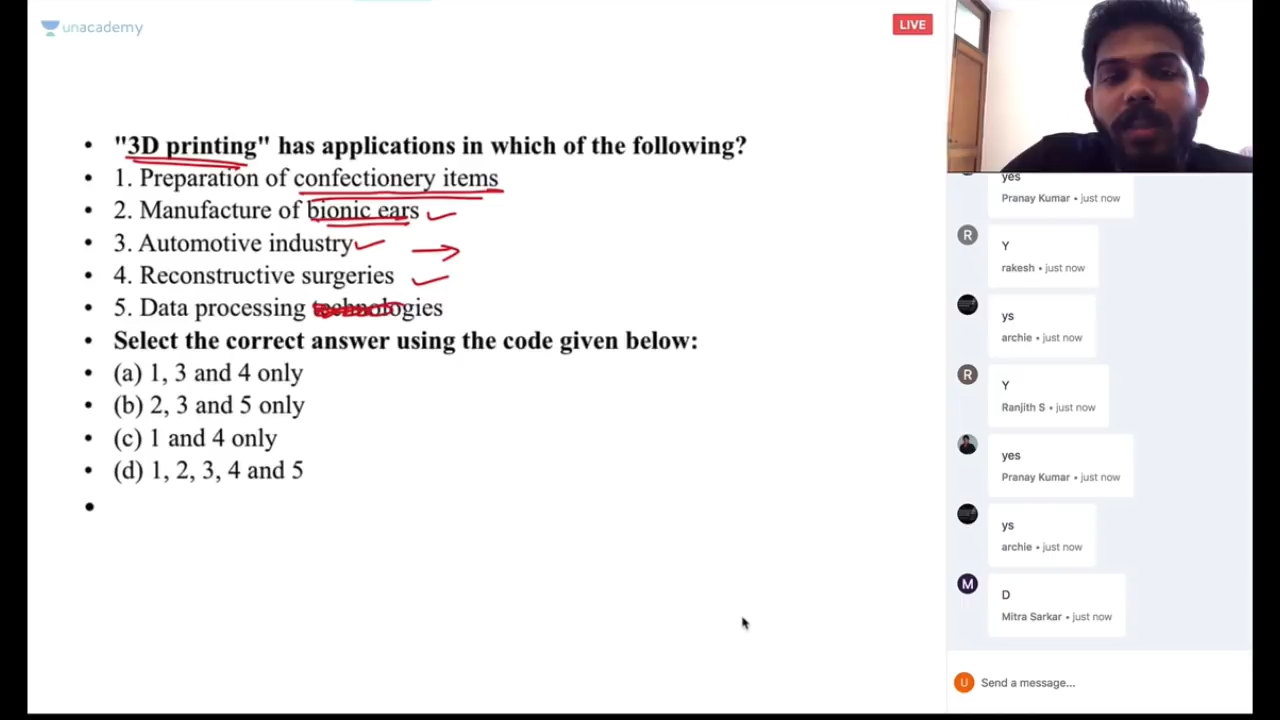 unacademy
LIVE
• "3D printing" has applications in which of the following?
• 1. Preparation of confectionery items
• 2. Manufacture of bionic ears
• 3. Automotive industry
• 4. Reconstructive surgeries
• 5. Data processing technologies
• Select the correct answer using the code given below:
• (a) 1, 3 and 4 only
• (b) 2, 3 and 5 only
• (c) 1 and 4 only
• (d) 1, 2, 3, 4 and 5
•
yes
Pranay Kumar • just now
R
Y
rakesh • just now
ys
archie • just now
R
Y
Ranjith S • just now
yes
Pranay Kumar • just now
ys
archie • just now
M
D
Mitra Sarkar • just now
U
Send a message...